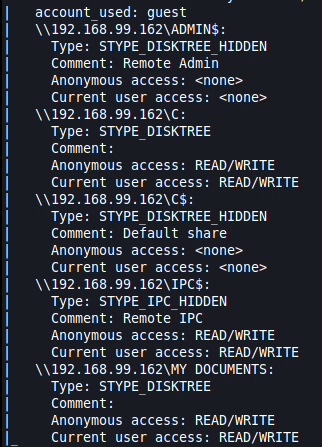 |   account_used: guest
|   \\192.168.99.162\ADMIN$:
|     Type: STYPE_DISKTREE_HIDDEN
|     Comment: Remote Admin
|     Anonymous access: <none>
|     Current user access: <none>
|   \\192.168.99.162\C:
|     Type: STYPE_DISKTREE
|     Comment:
|     Anonymous access: READ/WRITE
|     Current user access: READ/WRITE
|   \\192.168.99.162\C$:
|     Type: STYPE_DISKTREE_HIDDEN
|     Comment: Default share
|     Anonymous access: <none>
|     Current user access: <none>
|   \\192.168.99.162\IPC$:
|     Type: STYPE_IPC_HIDDEN
|     Comment: Remote IPC
|     Anonymous access: READ/WRITE
|     Current user access: READ/WRITE
|   \\192.168.99.162\MY DOCUMENTS:
|     Type: STYPE_DISKTREE
|     Comment:
|     Anonymous access: READ/WRITE
|_    Current user access: READ/WRITE